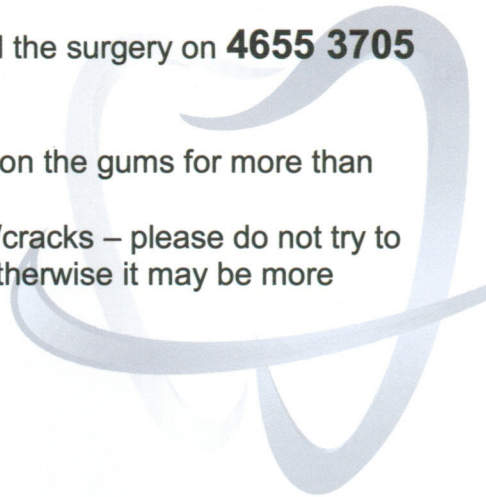 the surgery on 4655 3705
on the gums for more than
/cracks – please do not try to
therwise it may be more